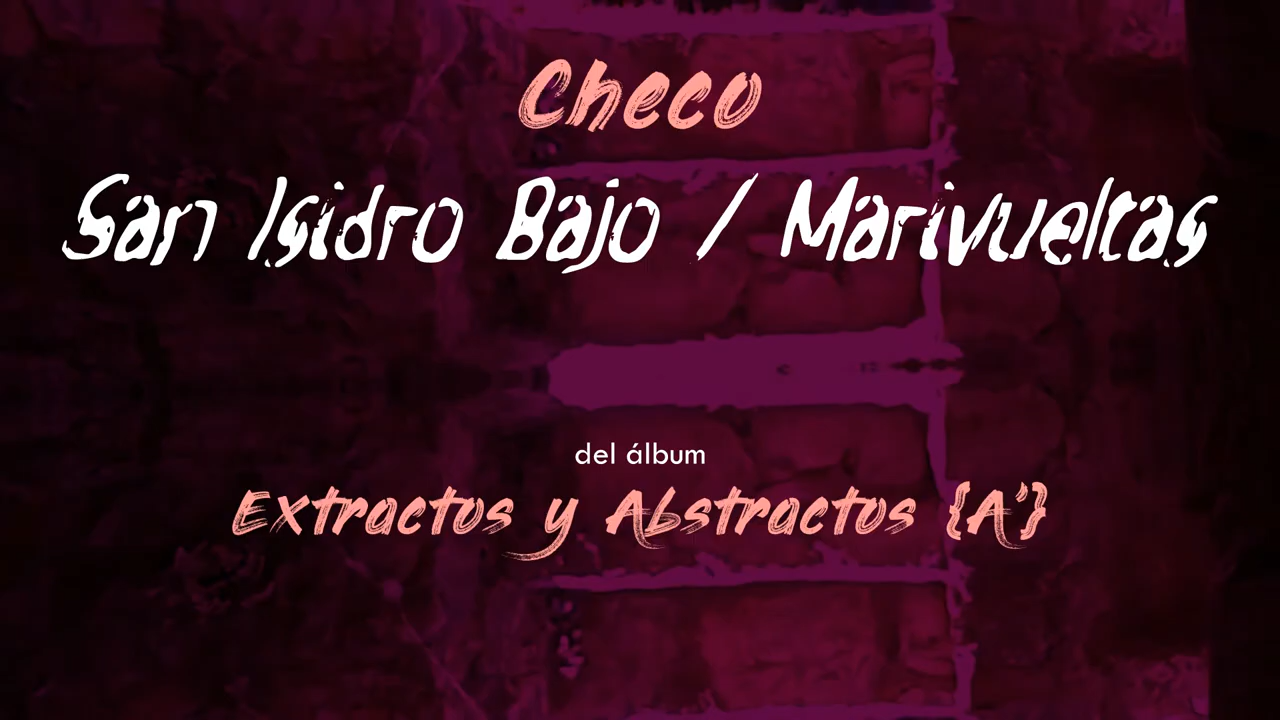 Checo
San Isidro Bajo / Marivueltas
del álbum
Extractos y Abstractos {A'}